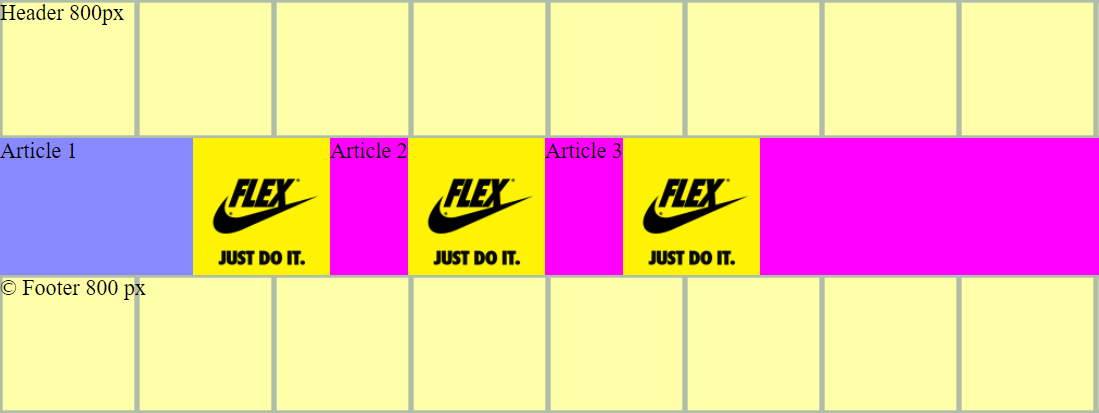 Header 800px
Article 1
FLEX
JUST DO IT.
Article 2
FLEX
JUST DO IT.
Article 3
FLEX
JUST DO IT.
© Footer 800 px